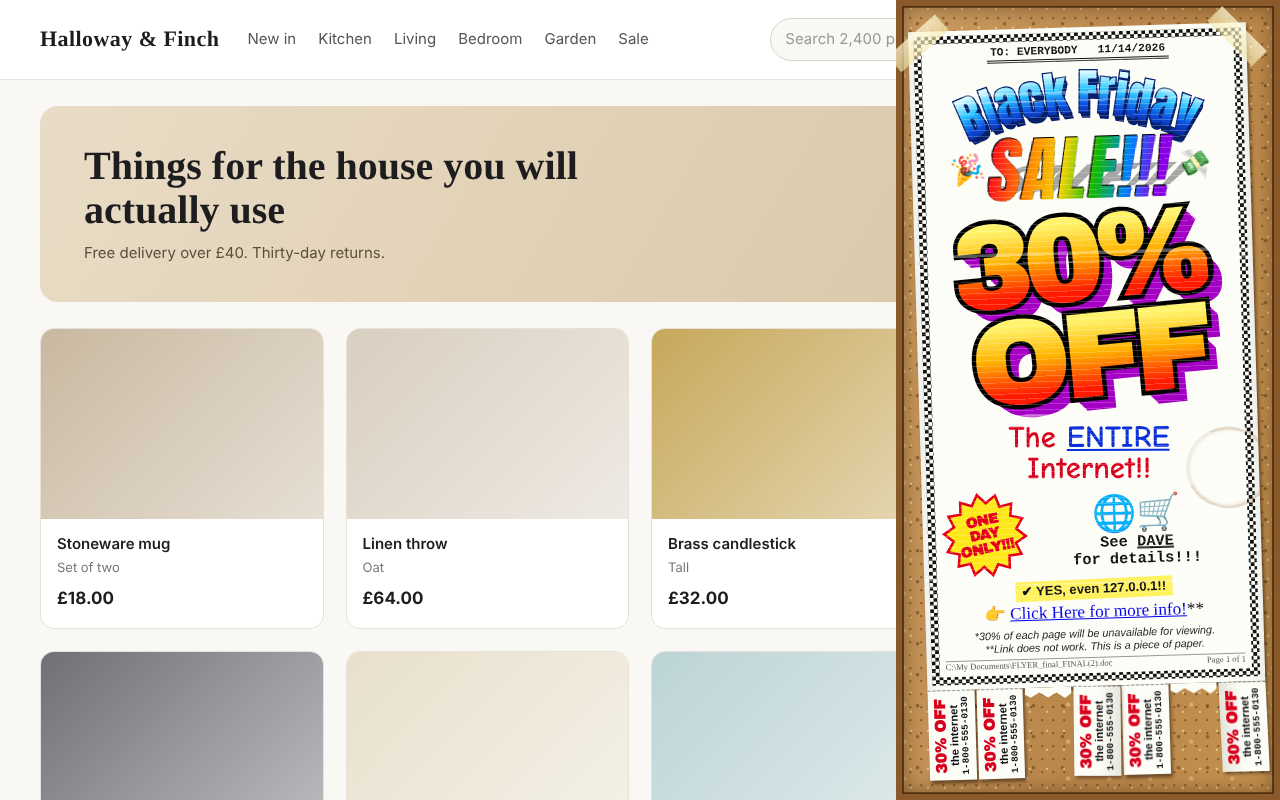 Halloway & Finch
New in
Kitchen
Living
Bedroom
Garden
Sale
Search 2,400 p
Things for the house you will
actually use
Free delivery over £40. Thirty-day returns.
Stoneware mug
Set of two
£18.00
Linen throw
Oat
£64.00
Brass candlestick
Tall
£32.00
TO: EVERYBODY 11/14/2026
Black Friday
SALE!!!
30%
OFF
The ENTIRE
Internet!!
ONE
DAY
ONLY!!!
See DAVE
for details!!!
✔ YES, even 127.0.0.1!!
👉 Click Here for more info!**
*30% of each page will be unavailable for viewing.
**Link does not work. This is a piece of paper.
C:\My Documents\FLYER_final_FINAL(2).doc
Page 1 of 1
30% OFF
the internet
1-800-555-0130
30% OFF
the internet
1-800-555-0130
30% OFF
the internet
1-800-555-0130
30% OFF
the internet
1-800-555-0130
30% OFF
the internet
1-800-555-0130